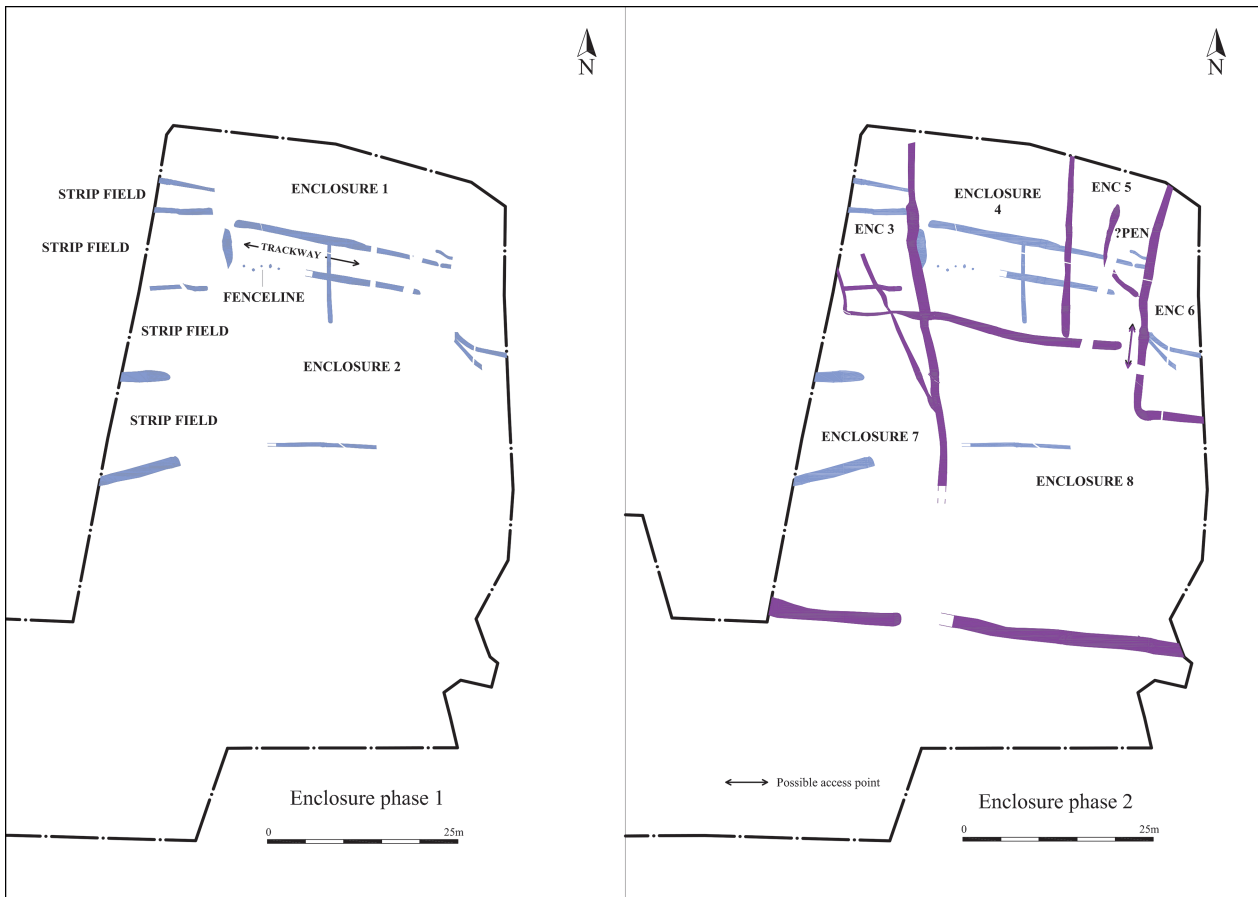 N
ENCLOSURE 1
STRIP FIELD
STRIP FIELD
TRACKWAY
FENCELINE
STRIP FIELD
ENCLOSURE 2
STRIP FIELD
Enclosure phase 1
0 25m
N
ENCLOSURE
4
ENC 5
ENC 3
?PEN
ENC 6
ENCLOSURE 7
ENCLOSURE 8
Possible access point
Enclosure phase 2
0 25m